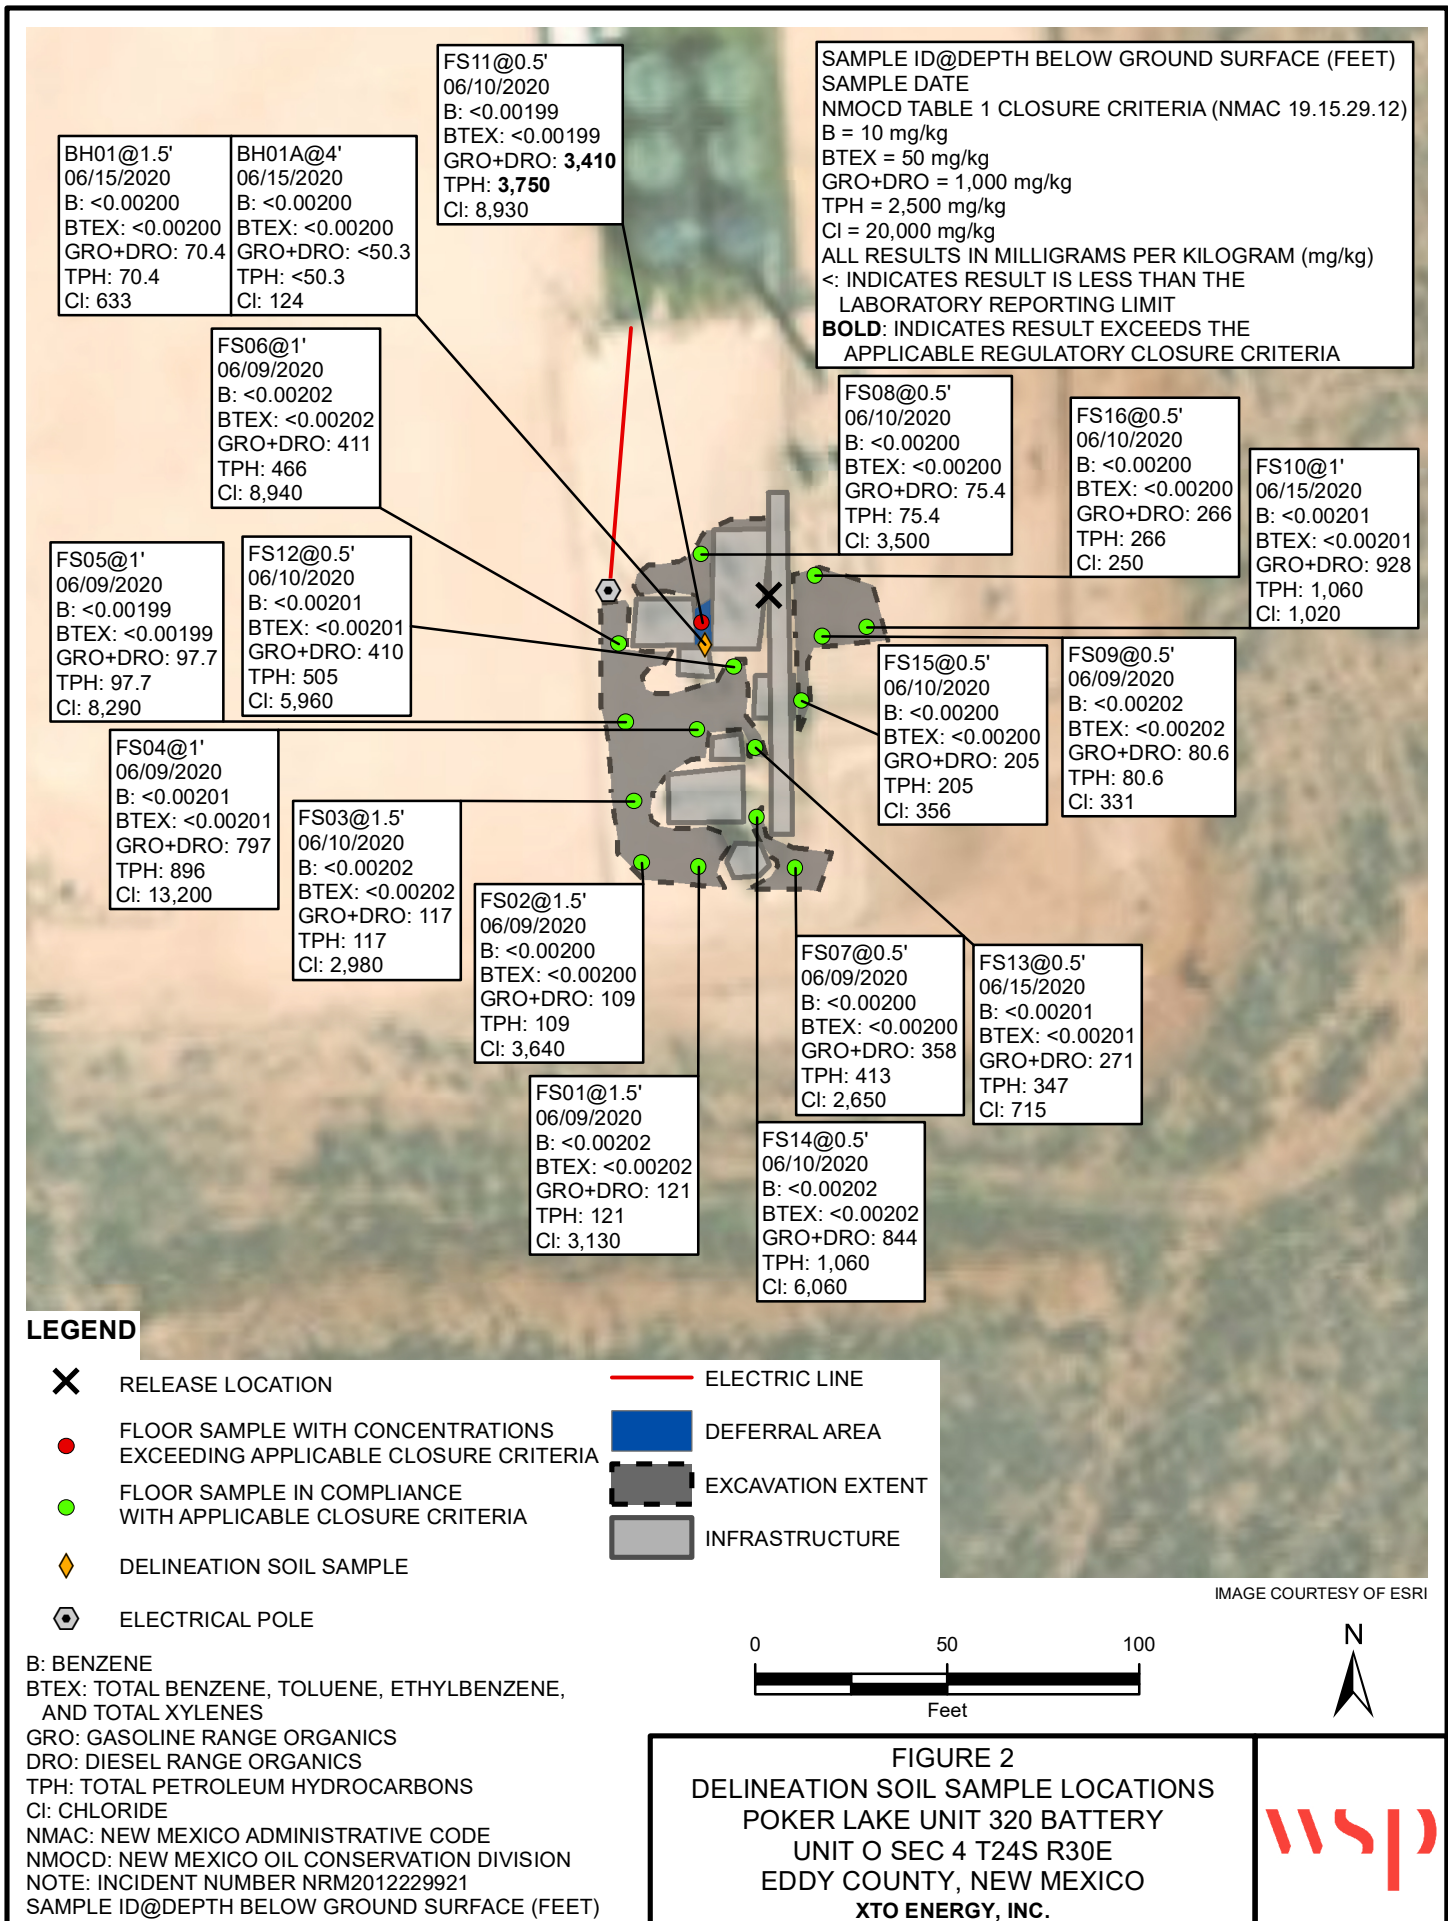 FS11@0.5'
06/10/2020
B: <0.00199
BTEX: <0.00199
GRO+DRO: 3,410
TPH: 3,750
Cl: 8,930
SAMPLE ID@DEPTH BELOW GROUND SURFACE (FEET)
SAMPLE DATE
NMOCD TABLE 1 CLOSURE CRITERIA (NMAC 19.15.29.12)
B = 10 mg/kg
BTEX = 50 mg/kg
GRO+DRO = 1,000 mg/kg
TPH = 2,500 mg/kg
Cl = 20,000 mg/kg
ALL RESULTS IN MILLIGRAMS PER KILOGRAM (mg/kg)
<: INDICATES RESULT IS LESS THAN THE
LABORATORY REPORTING LIMIT
BOLD: INDICATES RESULT EXCEEDS THE
APPLICABLE REGULATORY CLOSURE CRITERIA
BH01@1.5'
06/15/2020
B: <0.00200
BTEX: <0.00200
GRO+DRO: 70.4
TPH: 70.4
Cl: 633
BH01A@4'
06/15/2020
B: <0.00200
BTEX: <0.00200
GRO+DRO: <50.3
TPH: <50.3
Cl: 124
FS06@1'
06/09/2020
B: <0.00202
BTEX: <0.00202
GRO+DRO: 411
TPH: 466
Cl: 8,940
FS08@0.5'
06/10/2020
B: <0.00200
BTEX: <0.00200
GRO+DRO: 75.4
TPH: 75.4
Cl: 3,500
FS16@0.5'
06/10/2020
B: <0.00200
BTEX: <0.00200
GRO+DRO: 266
TPH: 266
Cl: 250
FS10@1'
06/15/2020
B: <0.00201
BTEX: <0.00201
GRO+DRO: 928
TPH: 1,060
Cl: 1,020
FS05@1'
06/09/2020
B: <0.00199
BTEX: <0.00199
GRO+DRO: 97.7
TPH: 97.7
Cl: 8,290
FS12@0.5'
06/10/2020
B: <0.00201
BTEX: <0.00201
GRO+DRO: 410
TPH: 505
Cl: 5,960
FS15@0.5'
06/10/2020
B: <0.00200
BTEX: <0.00200
GRO+DRO: 205
TPH: 205
Cl: 356
FS09@0.5'
06/09/2020
B: <0.00202
BTEX: <0.00202
GRO+DRO: 80.6
TPH: 80.6
Cl: 331
FS04@1'
06/09/2020
B: <0.00201
BTEX: <0.00201
GRO+DRO: 797
TPH: 896
Cl: 13,200
FS03@1.5'
06/10/2020
B: <0.00202
BTEX: <0.00202
GRO+DRO: 117
TPH: 117
Cl: 2,980
FS02@1.5'
06/09/2020
B: <0.00200
BTEX: <0.00200
GRO+DRO: 109
TPH: 109
Cl: 3,640
FS07@0.5'
06/09/2020
B: <0.00200
BTEX: <0.00200
GRO+DRO: 358
TPH: 413
Cl: 2,650
FS13@0.5'
06/15/2020
B: <0.00201
BTEX: <0.00201
GRO+DRO: 271
TPH: 347
Cl: 715
FS01@1.5'
06/09/2020
B: <0.00202
BTEX: <0.00202
GRO+DRO: 121
TPH: 121
Cl: 3,130
FS14@0.5'
06/10/2020
B: <0.00202
BTEX: <0.00202
GRO+DRO: 844
TPH: 1,060
Cl: 6,060
LEGEND
RELEASE LOCATION
FLOOR SAMPLE WITH CONCENTRATIONS
EXCEEDING APPLICABLE CLOSURE CRITERIA
FLOOR SAMPLE IN COMPLIANCE
WITH APPLICABLE CLOSURE CRITERIA
DELINEATION SOIL SAMPLE
ELECTRICAL POLE
ELECTRIC LINE
DEFERRAL AREA
EXCAVATION EXTENT
INFRASTRUCTURE
IMAGE COURTESY OF ESRI
0 50 100
Feet
N
B: BENZENE
BTEX: TOTAL BENZENE, TOLUENE, ETHYLBENZENE,
AND TOTAL XYLENES
GRO: GASOLINE RANGE ORGANICS
DRO: DIESEL RANGE ORGANICS
TPH: TOTAL PETROLEUM HYDROCARBONS
Cl: CHLORIDE
NMAC: NEW MEXICO ADMINISTRATIVE CODE
NMOCD: NEW MEXICO OIL CONSERVATION DIVISION
NOTE: INCIDENT NUMBER NRM2012229921
SAMPLE ID@DEPTH BELOW GROUND SURFACE (FEET)
FIGURE 2
DELINEATION SOIL SAMPLE LOCATIONS
POKER LAKE UNIT 320 BATTERY
UNIT O SEC 4 T24S R30E
EDDY COUNTY, NEW MEXICO
XTO ENERGY, INC.
wsp